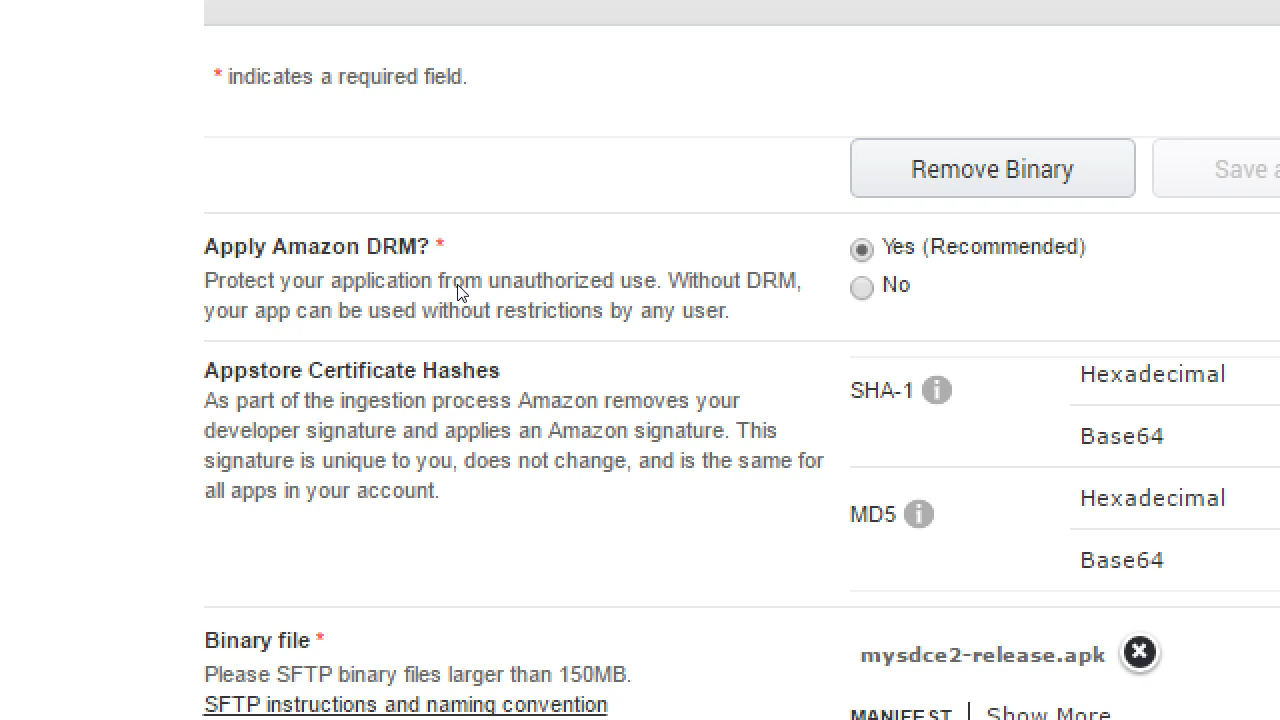 * indicates a required field.
Remove Binary
Save a
Apply Amazon DRM? *
Yes (Recommended)
Protect your application from unauthorized use. Without DRM,
your app can be used without restrictions by any user.
No
Appstore Certificate Hashes
As part of the ingestion process Amazon removes your
developer signature and applies an Amazon signature. This
signature is unique to you, does not change, and is the same for
all apps in your account.
SHA-1
Hexadecimal
Base64
MD5
Hexadecimal
Base64
Binary file *
Please SFTP binary files larger than 150MB.
SFTP instructions and naming convention
mysdce2-release.apk
MANIFEST | Show More